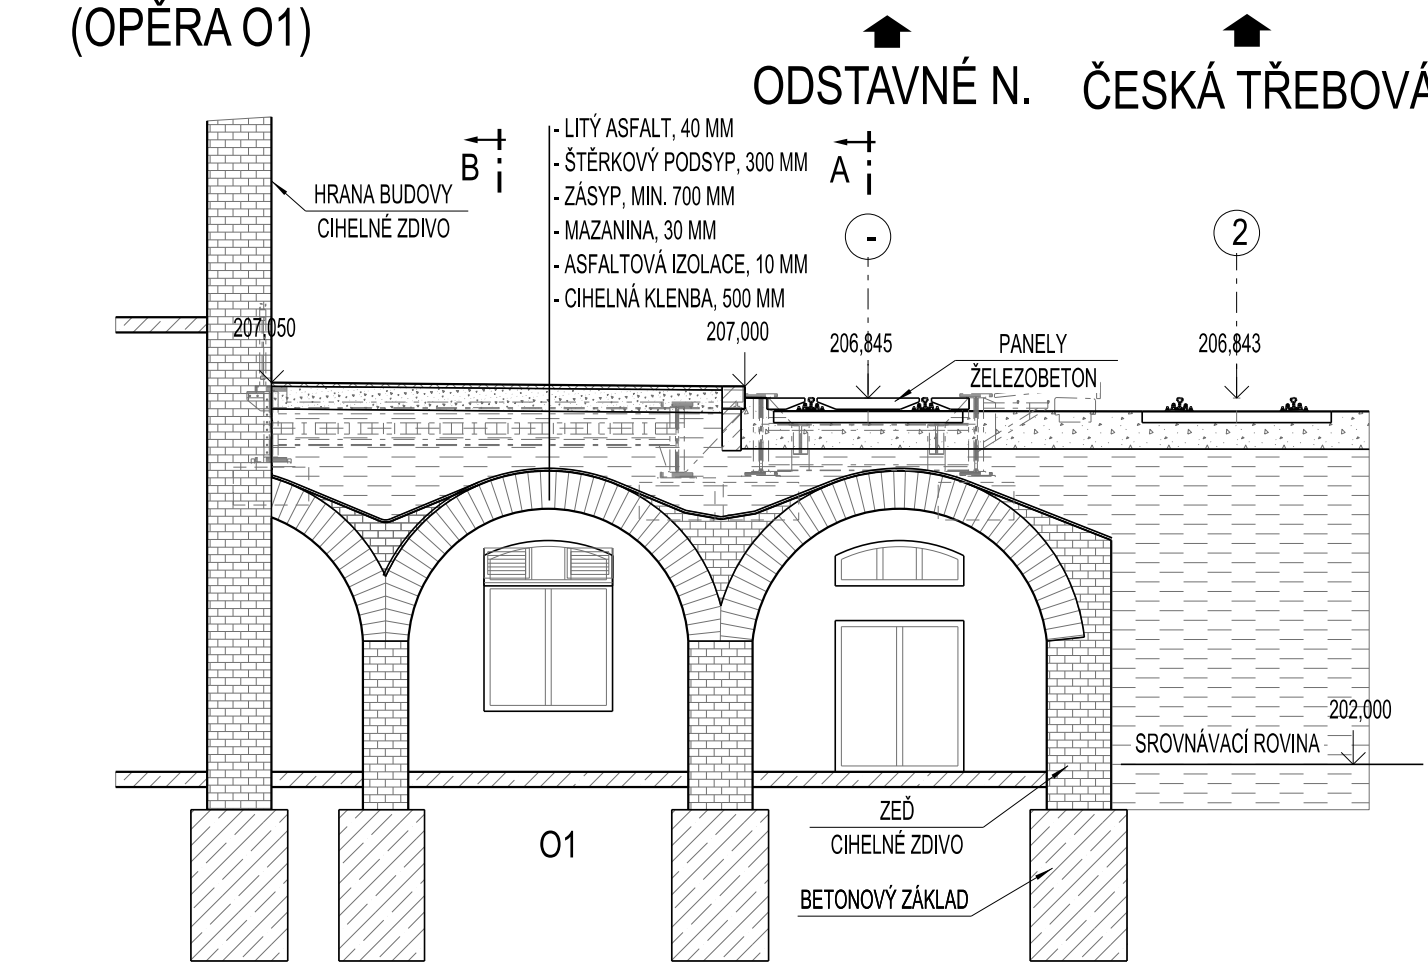 (OPĚRA O1)
ODSTAVNÉ N.
ČESKÁ TŘEBOVÁ
B
A
- LITÝ ASFALT, 40 MM
- ŠTĚRKOVÝ PODSYP, 300 MM
- ZÁSYP, MIN. 700 MM
- MAZANINA, 30 MM
- ASFALTOVÁ IZOLACE, 10 MM
- CIHELNÁ KLENBA, 500 MM
HRANA BUDOVY
CIHELNÉ ZDIVO
-
2
207,050
207,000
206,845
206,843
PANELY
ŽELEZOBETON
202,000
SROVNÁVACÍ ROVINA
ZEĎ
CIHELNÉ ZDIVO
O1
BETONOVÝ ZÁKLAD